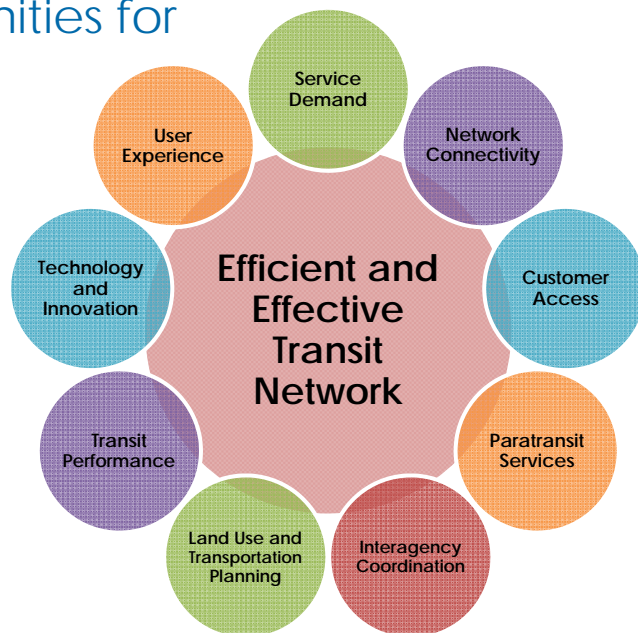 nities for
Service
Demand
Network
Connectivity
Customer
Access
Paratransit
Services
Interagency
Coordination
Land Use and
Transportation
Planning
Transit
Performance
Technology
and
Innovation
User
Experience
Efficient and
Effective
Transit
Network